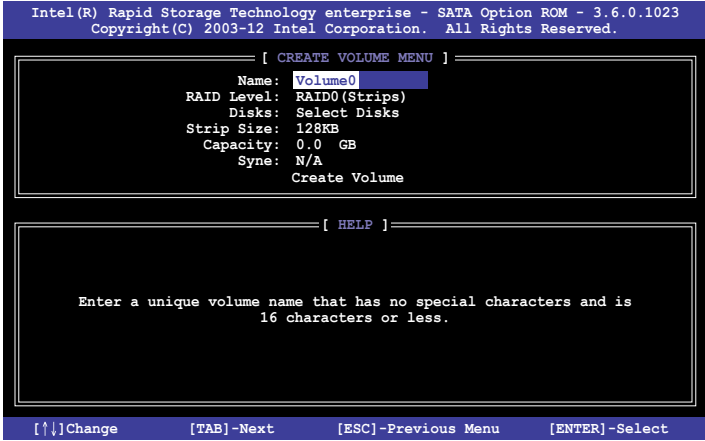 Intel(R) Rapid Storage Technology enterprise - SATA Option ROM - 3.6.0.1023
Copyright(C) 2003-12 Intel Corporation. All Rights Reserved.
[ CREATE VOLUME MENU ]
Name: Volume0
RAID Level: RAID0(Strips)
Disks: Select Disks
Strip Size: 128KB
Capacity: 0.0 GB
Syne: N/A
Create Volume
[ HELP ]
Enter a unique volume name that has no special characters and is
16 characters or less.
[↑↓]Change [TAB]-Next [ESC]-Previous Menu [ENTER]-Select